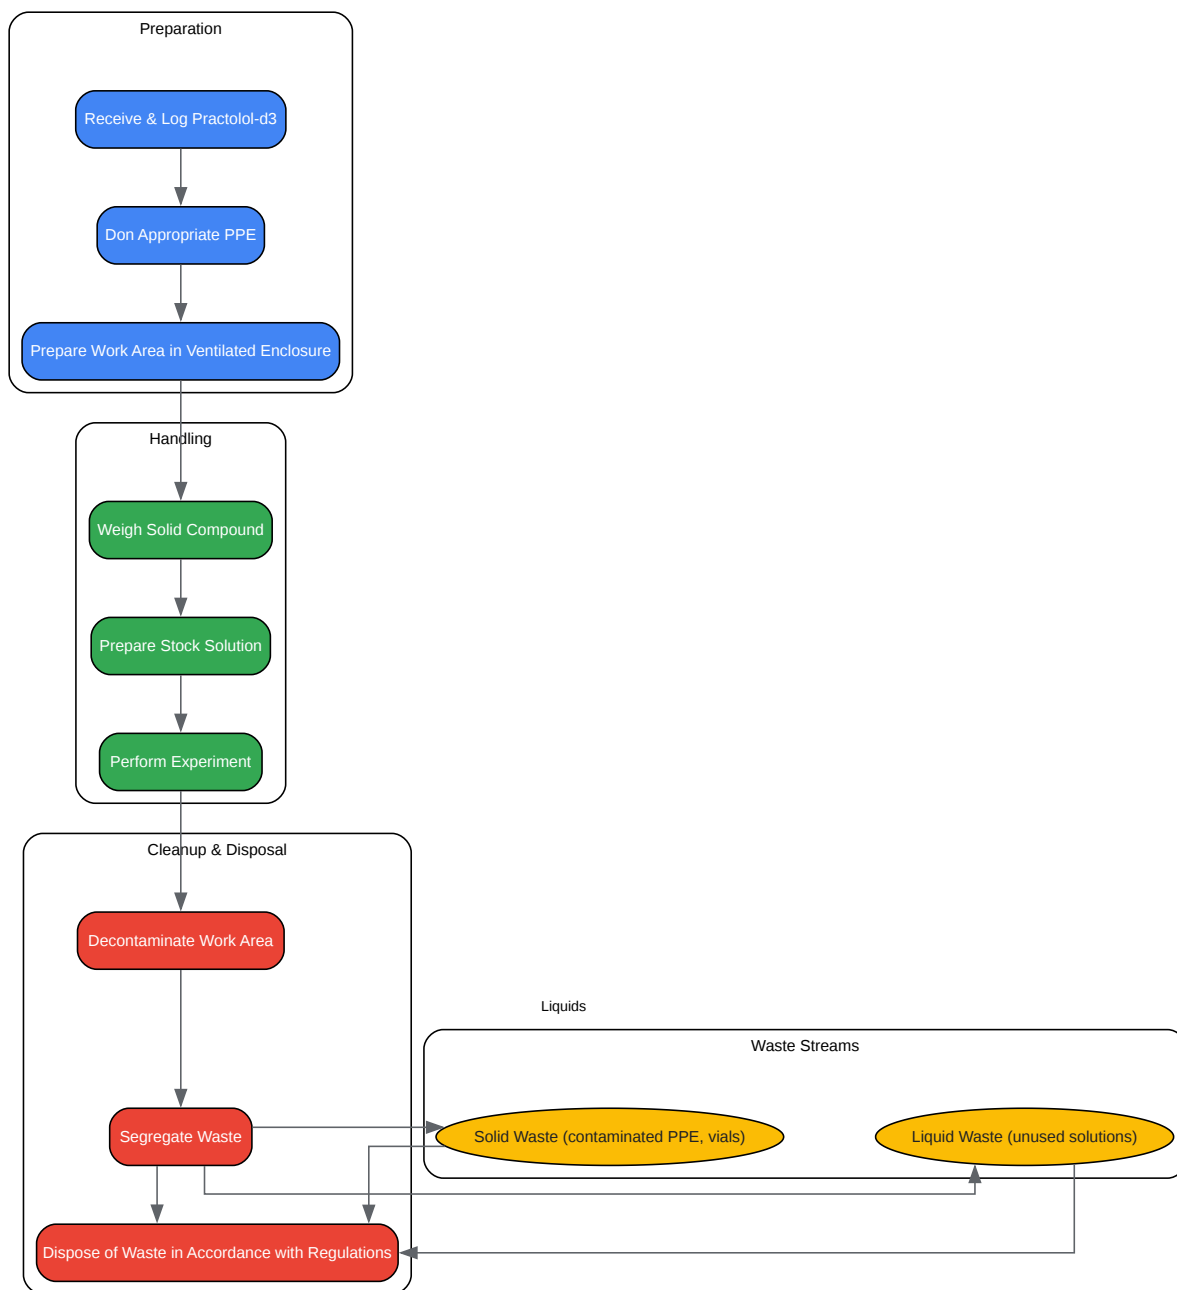 Preparation
Receive & Log Practolol-d3
Don Appropriate PPE
Prepare Work Area in Ventilated Enclosure
Handling
Weigh Solid Compound
Prepare Stock Solution
Perform Experiment
Cleanup & Disposal
Decontaminate Work Area
Liquids
Waste Streams
Segregate Waste
Solid Waste (contaminated PPE, vials)
Liquid Waste (unused solutions)
Dispose of Waste in Accordance with Regulations